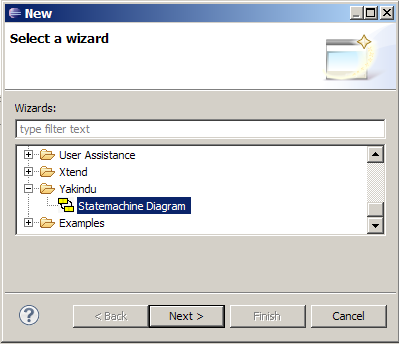 New
Select a wizard
Wizards:
type filter text
User Assistance
Xtend
Yakindu
Statemachine Diagram
Examples
?
< Back Next > Finish Cancel